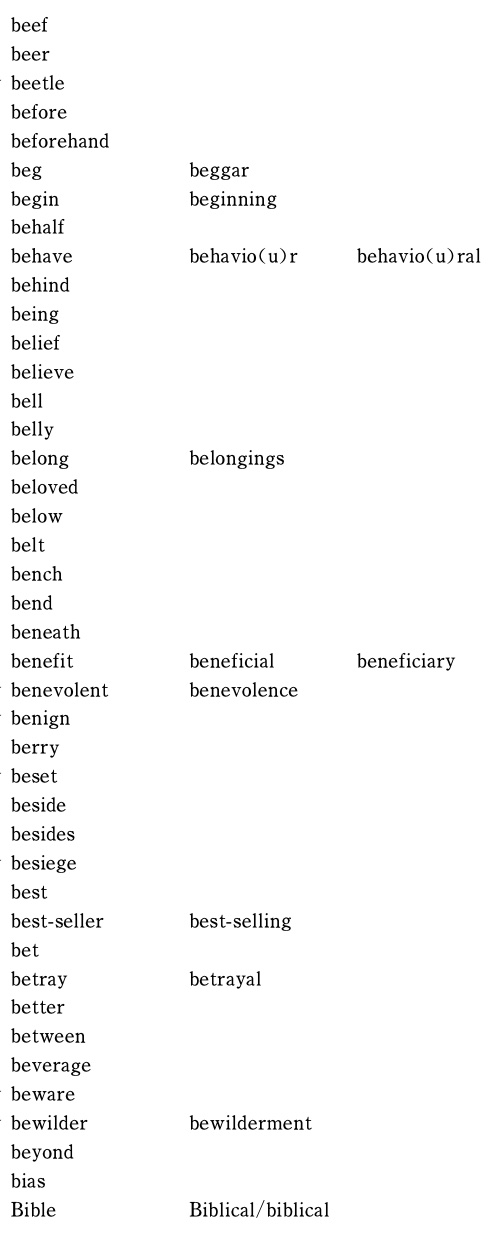 beef
beer
beetle
before
beforehand
beg beggar
begin beginning
behalf
behave behavio(u)r behavio(u)ral
behind
being
belief
believe
bell
belly
belong belongings
beloved
below
belt
bench
bend
beneath
benefit beneficial beneficiary
benevolent benevolence
benign
berry
beset
beside
besides
besiege
best
best-seller best-selling
bet
betray betrayal
better
between
beverage
beware
bewilder bewilderment
beyond
bias
Bible Biblical/biblical